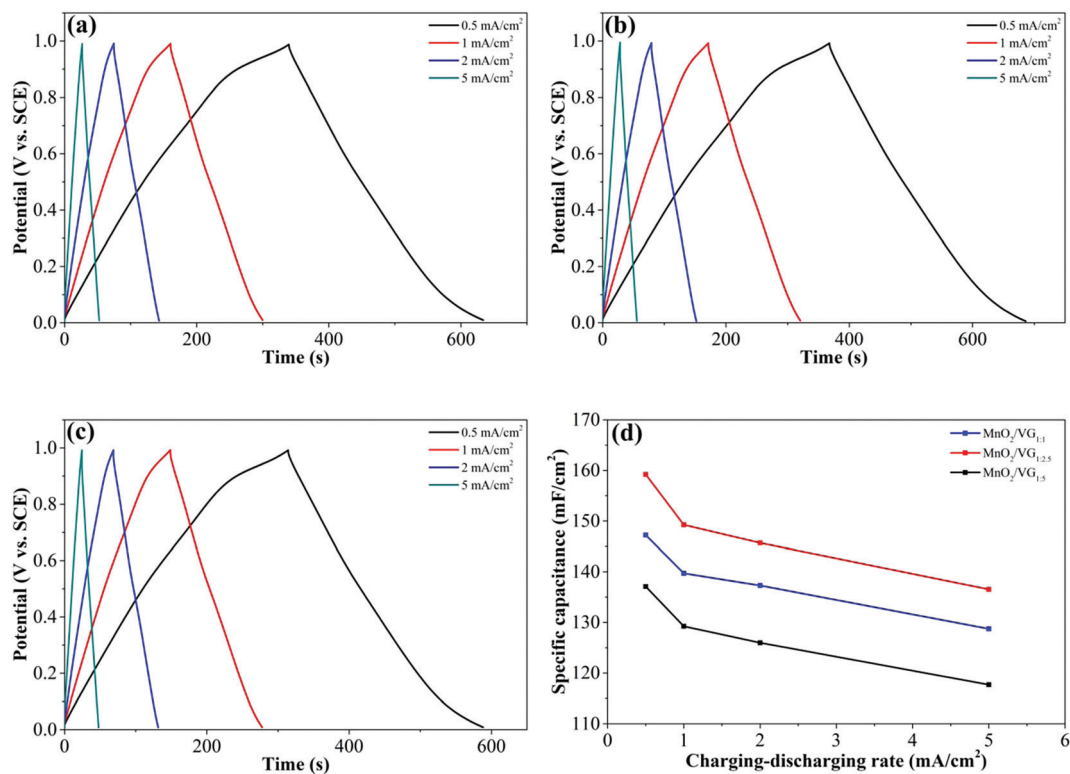 (a)
0.5 mA/cm²
1 mA/cm²
2 mA/cm²
5 mA/cm²
1.0
0.8
0.6
0.4
0.2
0.0
Potential (V vs. SCE)
0 200 400 600
Time (s)
(b)
0.5 mA/cm²
1 mA/cm²
2 mA/cm²
5 mA/cm²
1.0
0.8
0.6
0.4
0.2
0.0
Potential (V vs. SCE)
0 200 400 600
Time (s)
(c)
0.5 mA/cm²
1 mA/cm²
2 mA/cm²
5 mA/cm²
1.0
0.8
0.6
0.4
0.2
0.0
Potential (V vs. SCE)
0 200 400 600
Time (s)
(d)
MnO₂/VG₁:₁
MnO₂/VG₁:₂.₅
MnO₂/VG₁:₅
170
160
150
140
130
120
110
Specific capacitance (mF/cm²)
0 1 2 3 4 5 6
Charging-discharging rate (mA/cm²)